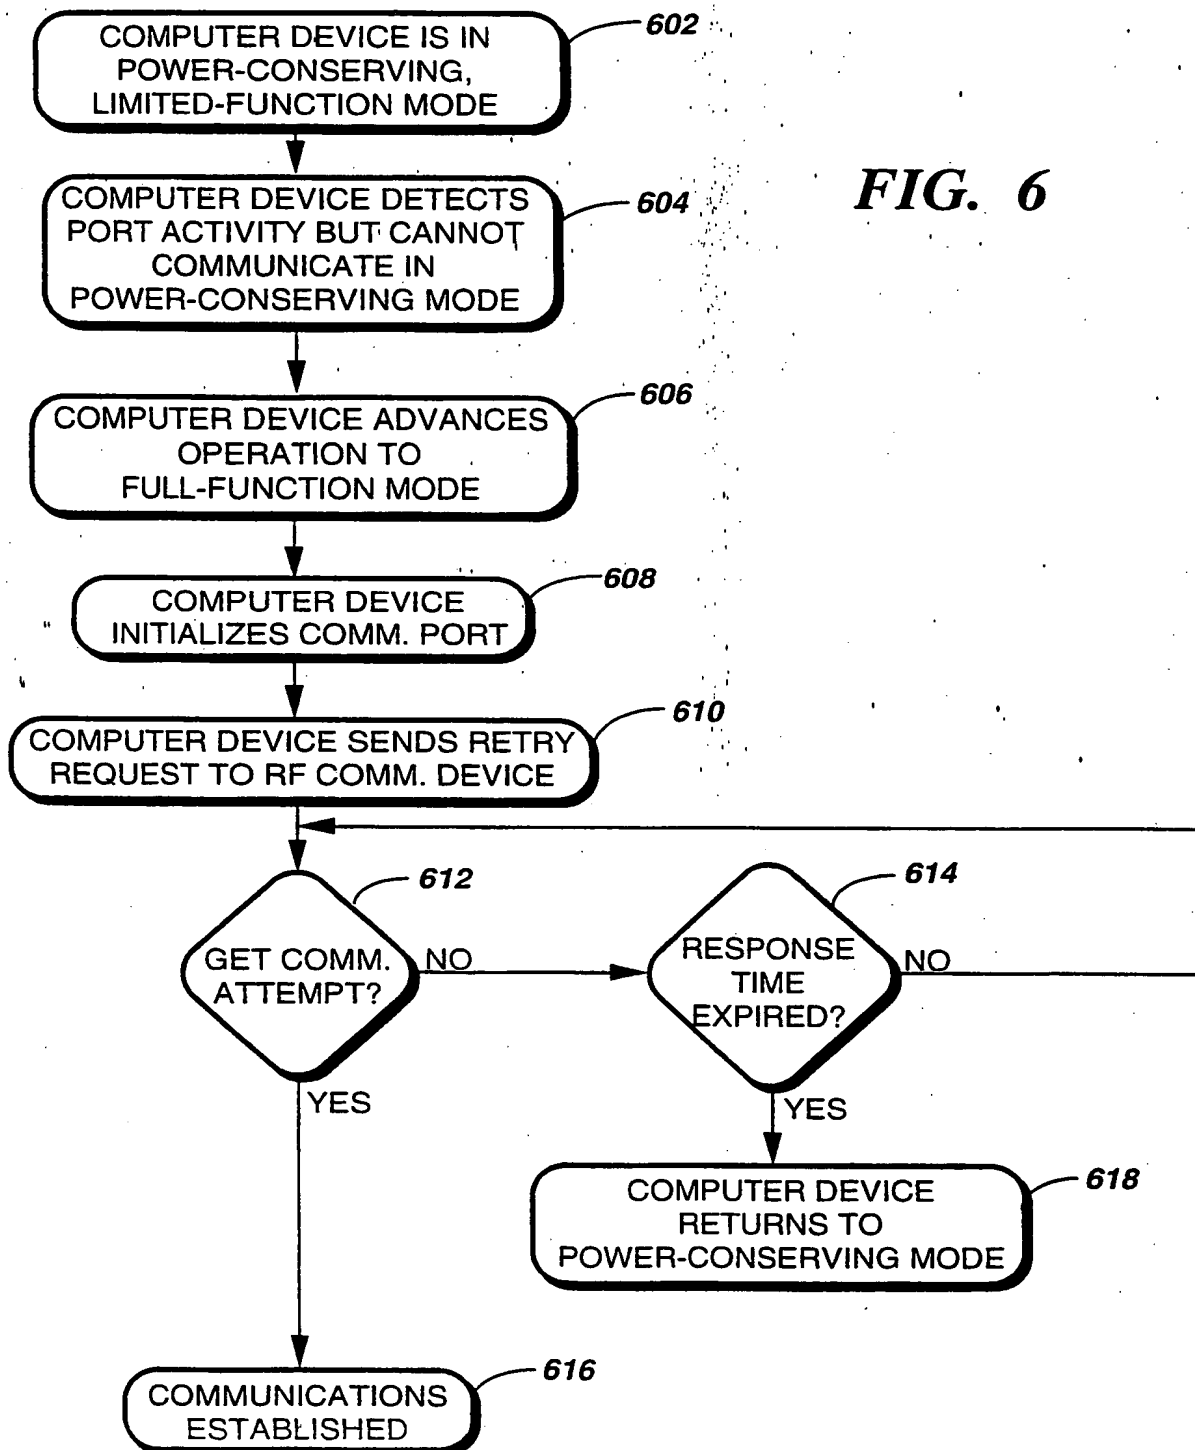 COMPUTER DEVICE IS IN
POWER-CONSERVING,
LIMITED-FUNCTION MODE
602
FIG. 6
COMPUTER DEVICE DETECTS
PORT ACTIVITY BUT CANNOT
COMMUNICATE IN
POWER-CONSERVING MODE
604
COMPUTER DEVICE ADVANCES
OPERATION TO
FULL-FUNCTION MODE
606
COMPUTER DEVICE
INITIALIZES COMM. PORT
608
COMPUTER DEVICE SENDS RETRY
REQUEST TO RF COMM. DEVICE
610
GET COMM.
ATTEMPT?
612
NO
YES
RESPONSE
TIME
EXPIRED?
614
NO
YES
COMPUTER DEVICE
RETURNS TO
POWER-CONSERVING MODE
618
COMMUNICATIONS
ESTABLISHED
616